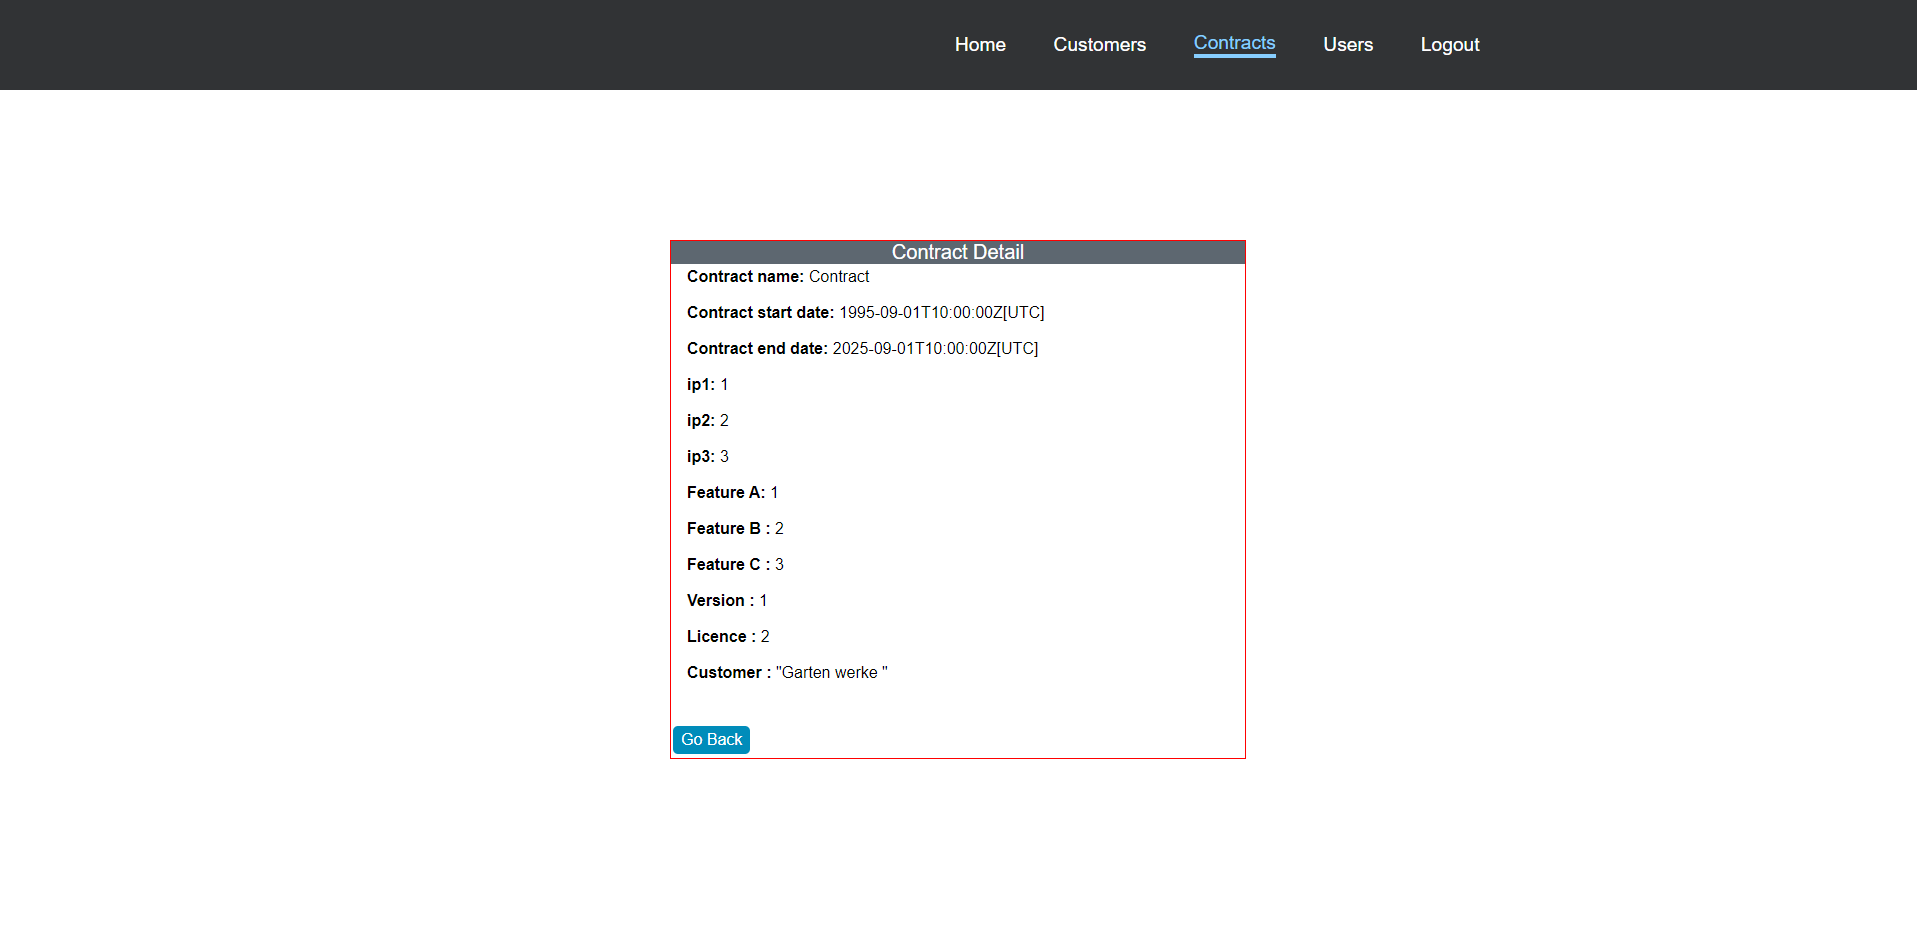 Home Customers Contracts Users Logout
Contract Detail
Contract name: Contract
Contract start date: 1995-09-01T10:00:00Z[UTC]
Contract end date: 2025-09-01T10:00:00Z[UTC]
ip1: 1
ip2: 2
ip3: 3
Feature A: 1
Feature B : 2
Feature C : 3
Version : 1
Licence : 2
Customer : "Garten werke "
Go Back